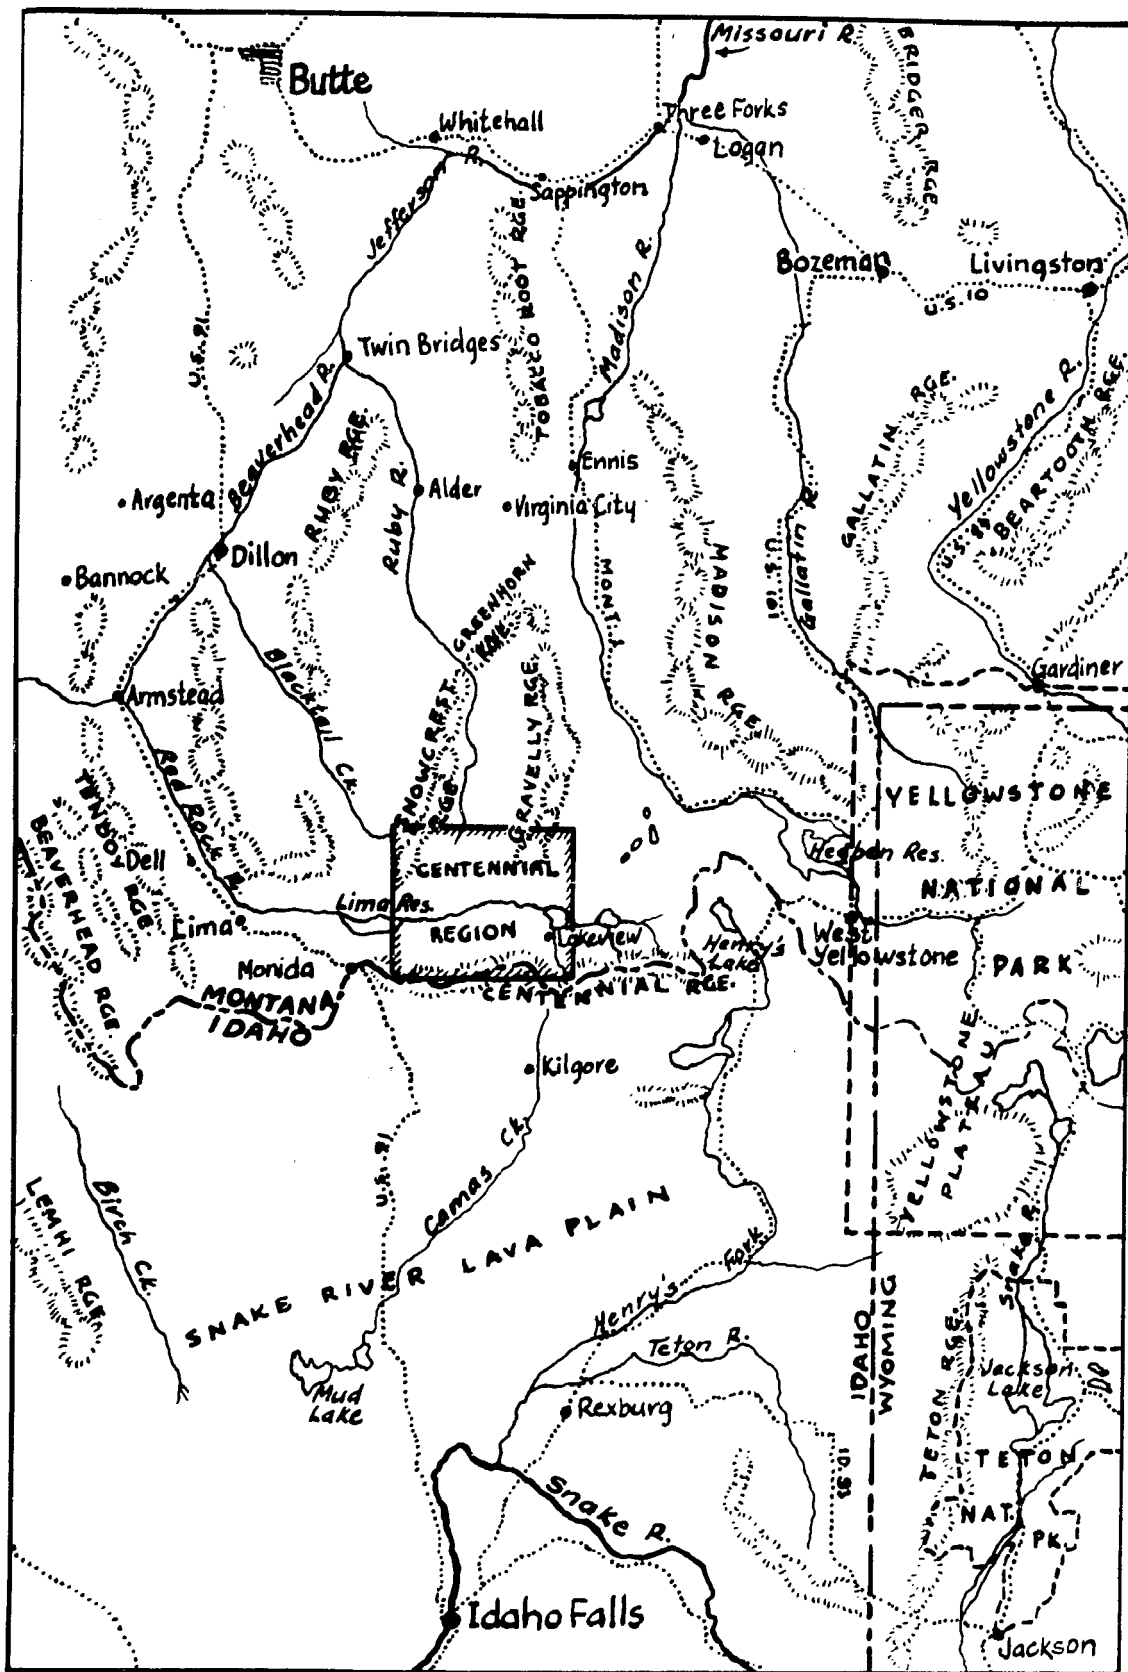 Missouri R.
Butte
BRIDGER RGE
Whitehall
Three Forks
Logan
Jefferson R.
Sappington
TOBACCO ROOT RGE.
Madison R.
Bozeman
Livingston
U.S. 10
U.S. 91
Twin Bridges
Beaverhead R.
RUBY RGE.
GALLATIN RGE.
Yellowstone R.
BEARTOOTH RGE.
U.S. 89
Ennis
Argenta
Alder
Virginia City
Ruby R.
Dillon
Bannock
MADISON RGE
MONT. 1
U.S. 191
Gallatin R.
GREENHORN
RGE.
Blacktail Ck.
Gardiner
Armstead
SNOWCREST
RGE.
GRAVELLY RGE.
Red Rock R.
TENDOY RGE.
BEAVERHEAD RGE.
YELLOWSTONE
Hebgen Res.
NATIONAL
PARK
Dell
CENTENNIAL
REGION
Lima Res.
Lima
Lakeview
Henry's
Lake
West
Yellowstone
Monida
MONTANA
IDAHO
CENTENNIAL RGE.
Kilgore
YELLOWSTONE
PLATEAU
U.S. 91
Camas Ck.
LEMHI RGE.
Birch Ck.
SNAKE RIVER LAVA PLAIN
Henry's Fork
Snake R.
IDAHO
WYOMING
Teton R.
TETON RGE.
Jackson
Lake
Mud
Lake
Rexburg
TETON
NAT.
PK.
Snake R.
Idaho Falls
Jackson